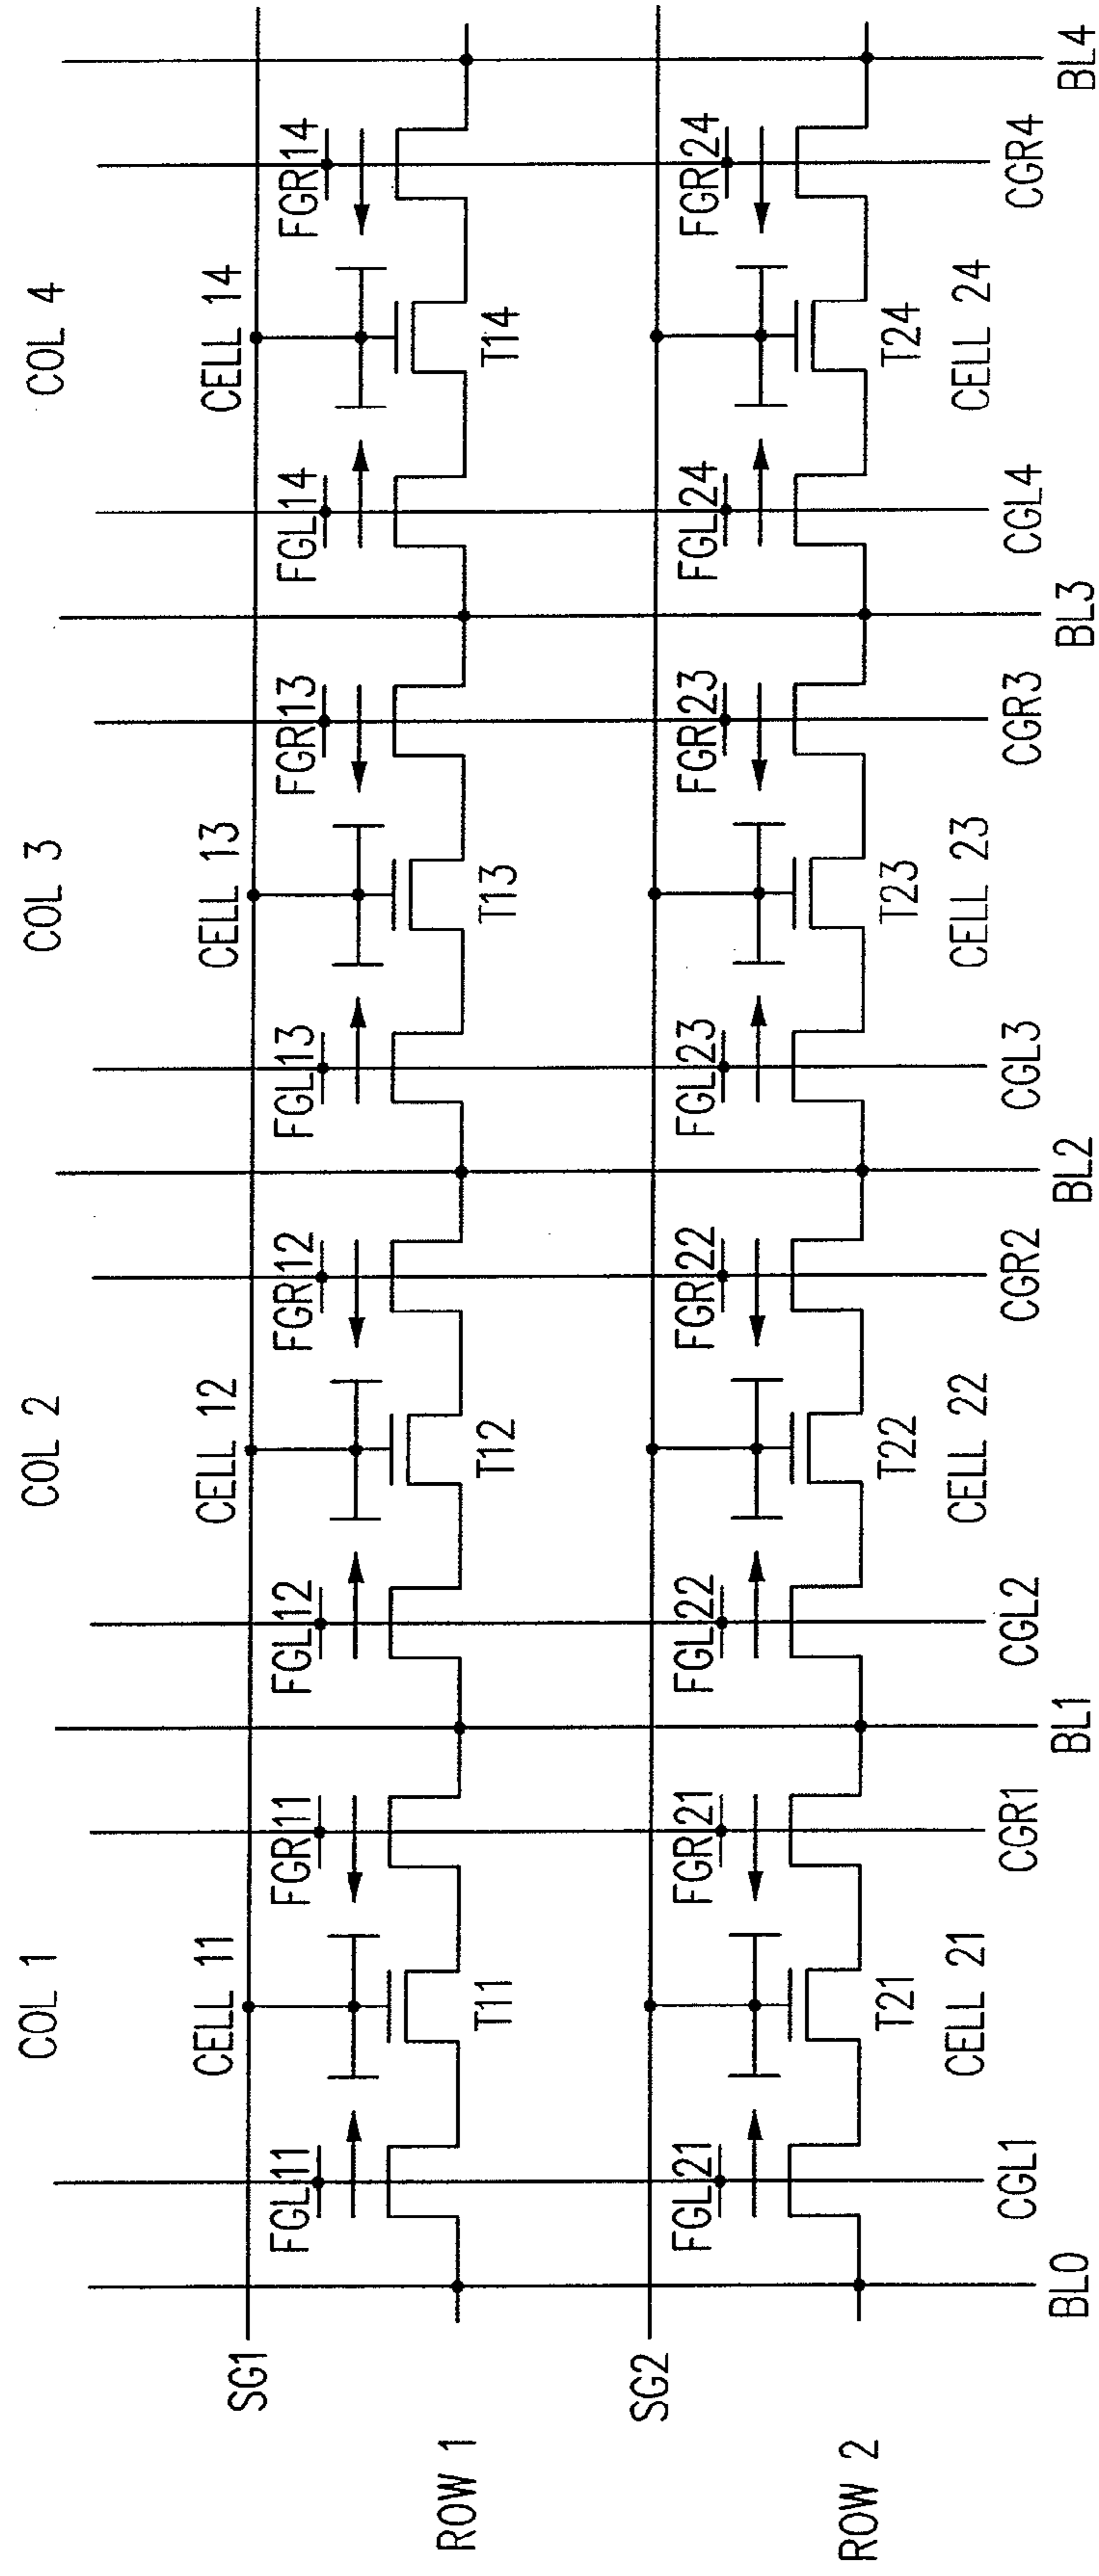 COL 1
COL 2
COL 3
COL 4
CELL 11
CELL 12
CELL 13
CELL 14
SG1
FGL11
FGR11
FGL12
FGR12
FGL13
FGR13
FGL14
FGR14
ROW 1
T11
T12
T13
T14
SG2
FGL21
FGR21
FGL22
FGR22
FGL23
FGR23
FGL24
FGR24
ROW 2
T21
T22
T23
T24
CELL 21
CELL 22
CELL 23
CELL 24
CGL1
CGR1
CGL2
CGR2
CGL3
CGR3
CGL4
CGR4
BL0
BL1
BL2
BL3
BL4